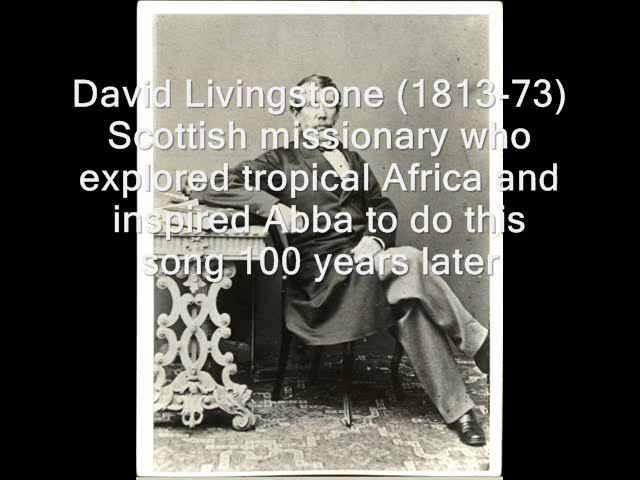 David Livingstone (1813-73)
Scottish missionary who
explored tropical Africa and
inspired Abba to do this
song 100 years later